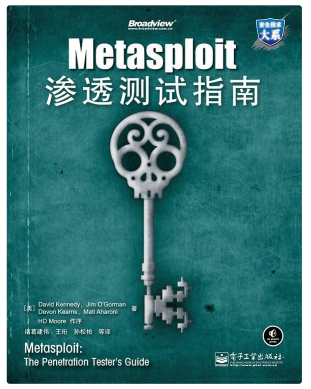 Broadview®
安全技术
大系
Metasploit
渗透测试指南
[美] David Kennedy, Jim O'Gorman
Devon Kearns, Mati Aharoni 著
HD Moore 作序
诸葛建伟 王珩 孙松柏 等译
Metasploit:
The Penetration Tester's Guide
电子工业出版社